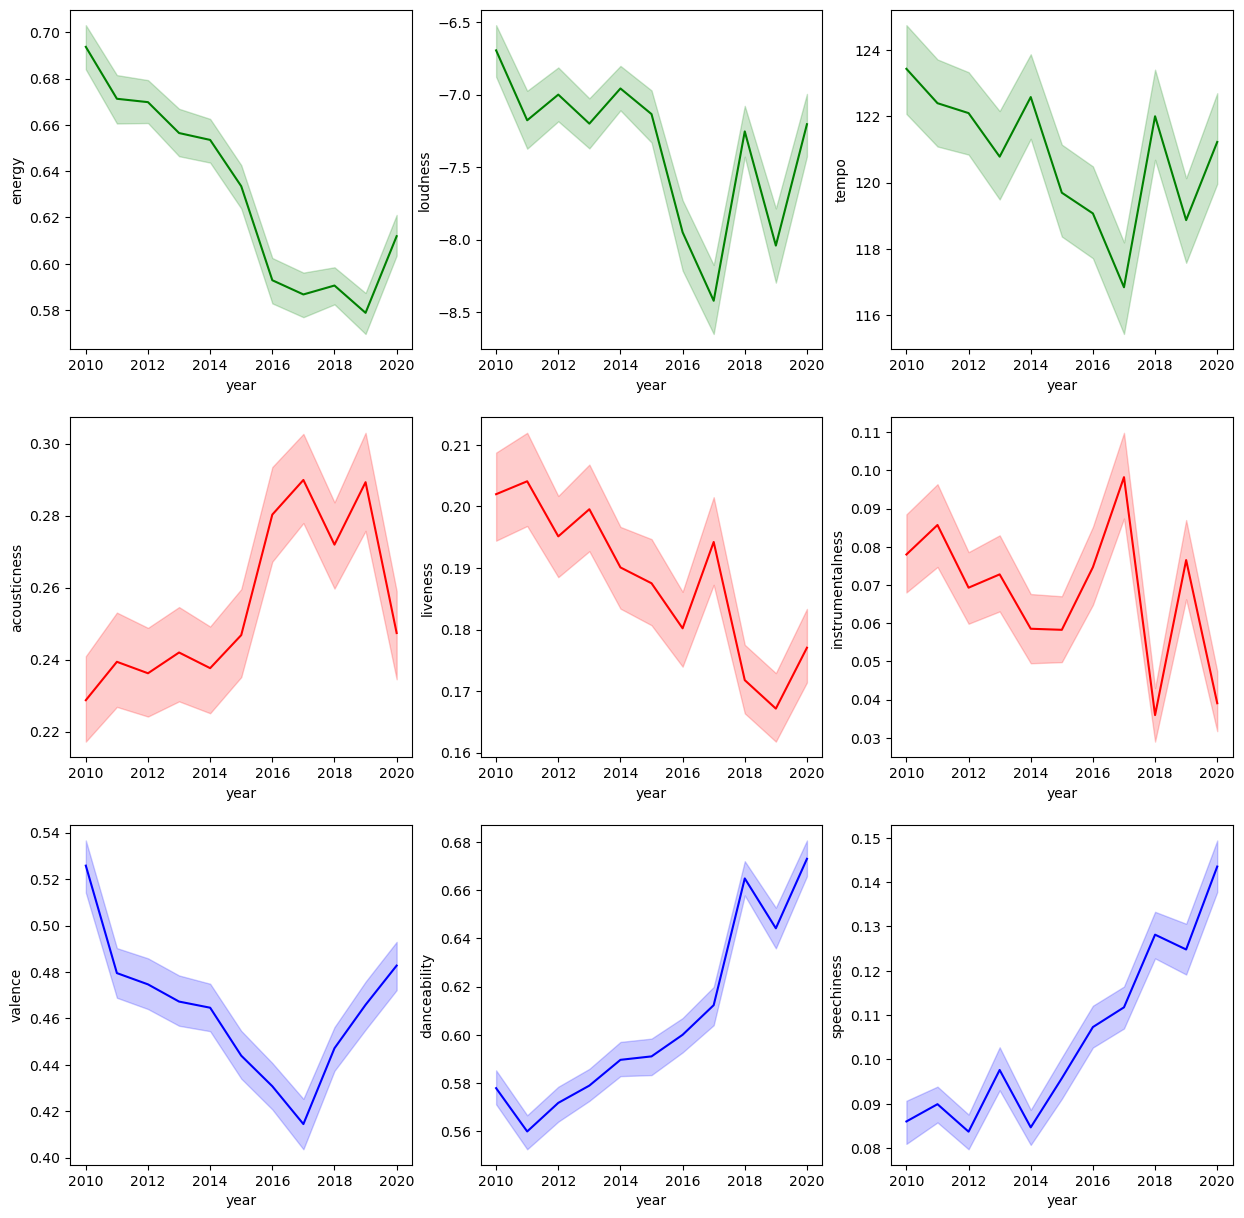 0.70
0.68
0.66
0.64
0.62
0.60
0.58
energy
2010 2012 2014 2016 2018 2020
year
−6.5
−7.0
−7.5
−8.0
−8.5
loudness
2010 2012 2014 2016 2018 2020
year
124
122
120
118
116
tempo
2010 2012 2014 2016 2018 2020
year
0.30
0.28
0.26
0.24
0.22
acousticness
2010 2012 2014 2016 2018 2020
year
0.21
0.20
0.19
0.18
0.17
0.16
liveness
2010 2012 2014 2016 2018 2020
year
0.11
0.10
0.09
0.08
0.07
0.06
0.05
0.04
0.03
instrumentalness
2010 2012 2014 2016 2018 2020
year
0.54
0.52
0.50
0.48
0.46
0.44
0.42
0.40
valence
2010 2012 2014 2016 2018 2020
year
0.68
0.66
0.64
0.62
0.60
0.58
0.56
danceability
2010 2012 2014 2016 2018 2020
year
0.15
0.14
0.13
0.12
0.11
0.10
0.09
0.08
speechiness
2010 2012 2014 2016 2018 2020
year